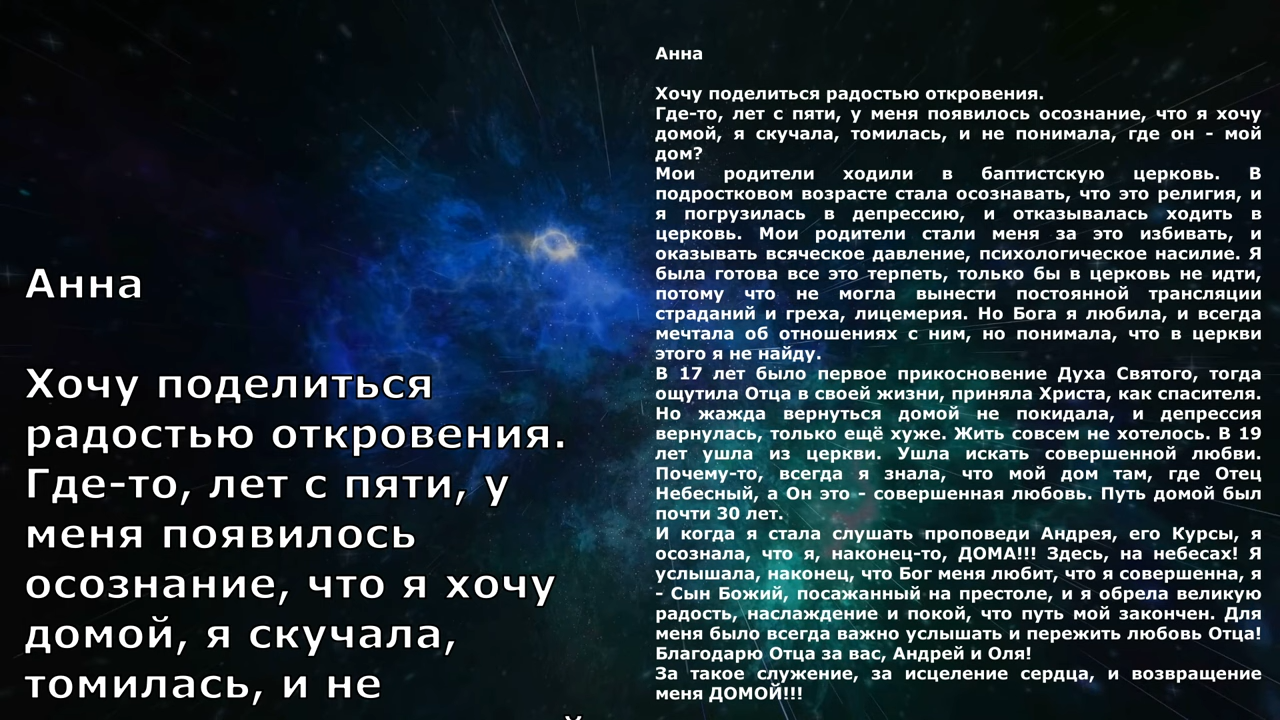 Анна
Хочу поделиться
радостью откровения.
Где-то, лет с пяти, у
меня появилось
осознание, что я хочу
домой, я скучала,
томилась, и не
Анна
Хочу поделиться радостью откровения.
Где-то, лет с пяти, у меня появилось осознание, что я хочу
домой, я скучала, томилась, и не понимала, где он - мой
дом?
Мои родители ходили в баптистскую церковь. В
подростковом возрасте стала осознавать, что это религия, и
я погрузилась в депрессию, и отказывалась ходить в
церковь. Мои родители стали меня за это избивать, и
оказывать всяческое давление, психологическое насилие. Я
была готова все это терпеть, только бы в церковь не идти,
потому что не могла вынести постоянной трансляции
страданий и греха, лицемерия. Но Бога я любила, и всегда
мечтала об отношениях с ним, но понимала, что в церкви
этого я не найду.
В 17 лет было первое прикосновение Духа Святого, тогда
ощутила Отца в своей жизни, приняла Христа, как спасителя.
Но жажда вернуться домой не покидала, и депрессия
вернулась, только ещё хуже. Жить совсем не хотелось. В 19
лет ушла из церкви. Ушла искать совершенной любви.
Почему-то, всегда я знала, что мой дом там, где Отец
Небесный, а Он это - совершенная любовь. Путь домой был
почти 30 лет.
И когда я стала слушать проповеди Андрея, его Курсы, я
осознала, что я, наконец-то, ДОМА!!! Здесь, на небесах! Я
услышала, наконец, что Бог меня любит, что я совершенна, я
- Сын Божий, посажанный на престоле, и я обрела великую
радость, наслаждение и покой, что путь мой закончен. Для
меня было всегда важно услышать и пережить любовь Отца!
Благодарю Отца за вас, Андрей и Оля!
За такое служение, за исцеление сердца, и возвращение
меня ДОМОЙ!!!